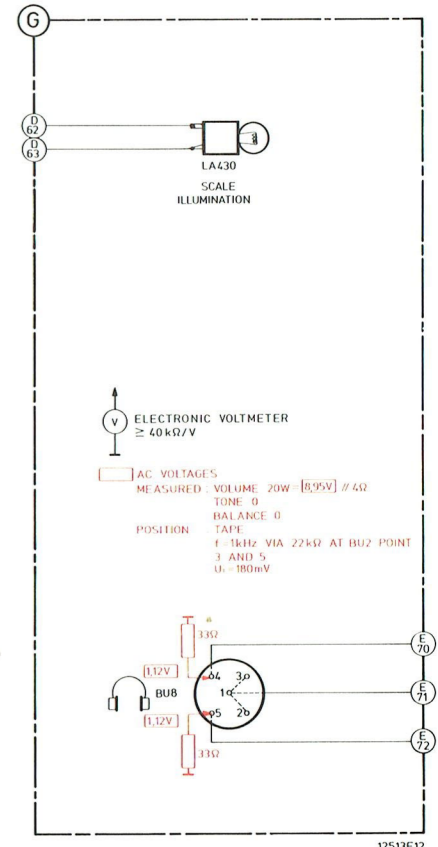 G
D
62
D
63
LA430
SCALE
ILLUMINATION
V
ELECTRONIC VOLTMETER
≥ 40kΩ/V
AC VOLTAGES
MEASURED : VOLUME 20W=8,95V // 4Ω
TONE 0
BALANCE 0
POSITION TAPE
f=1kHz VIA 22kΩ AT BU2 POINT
3 AND 5
Ui=180mV
33Ω
E
70
1,12V
4 3
BU8
1
E
71
1,12V
5 2
E
72
33Ω
12513E12